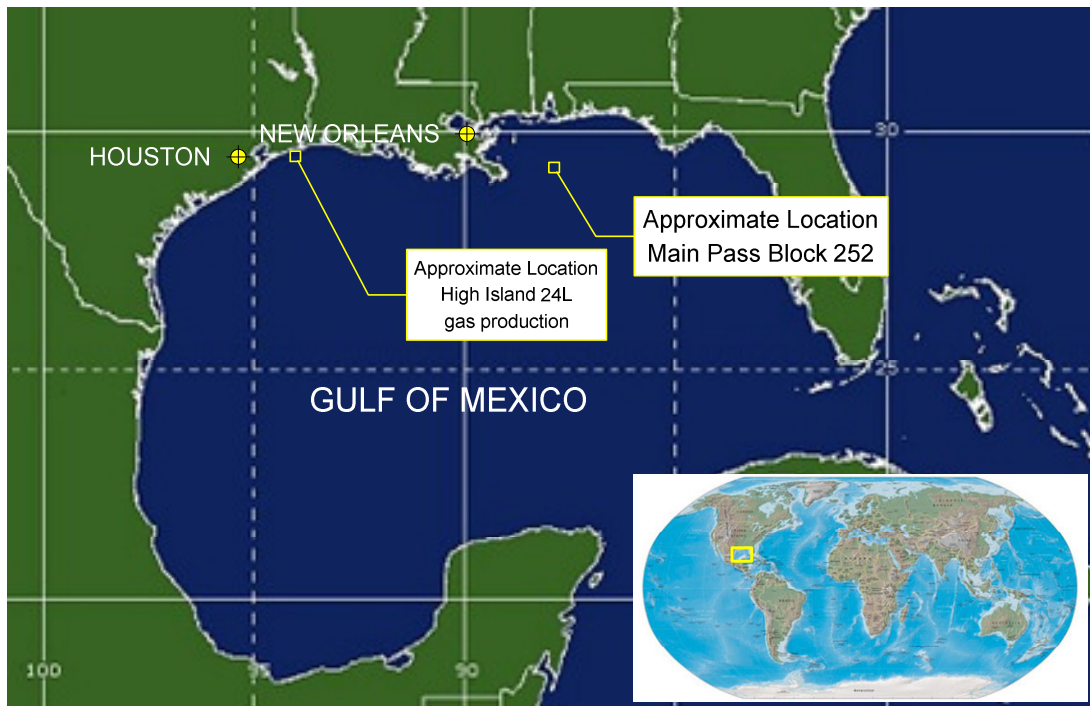 NEW ORLEANS
30
HOUSTON
Approximate Location
Main Pass Block 252
Approximate Location
High Island 24L
gas production
25
GULF OF MEXICO
100
95
90